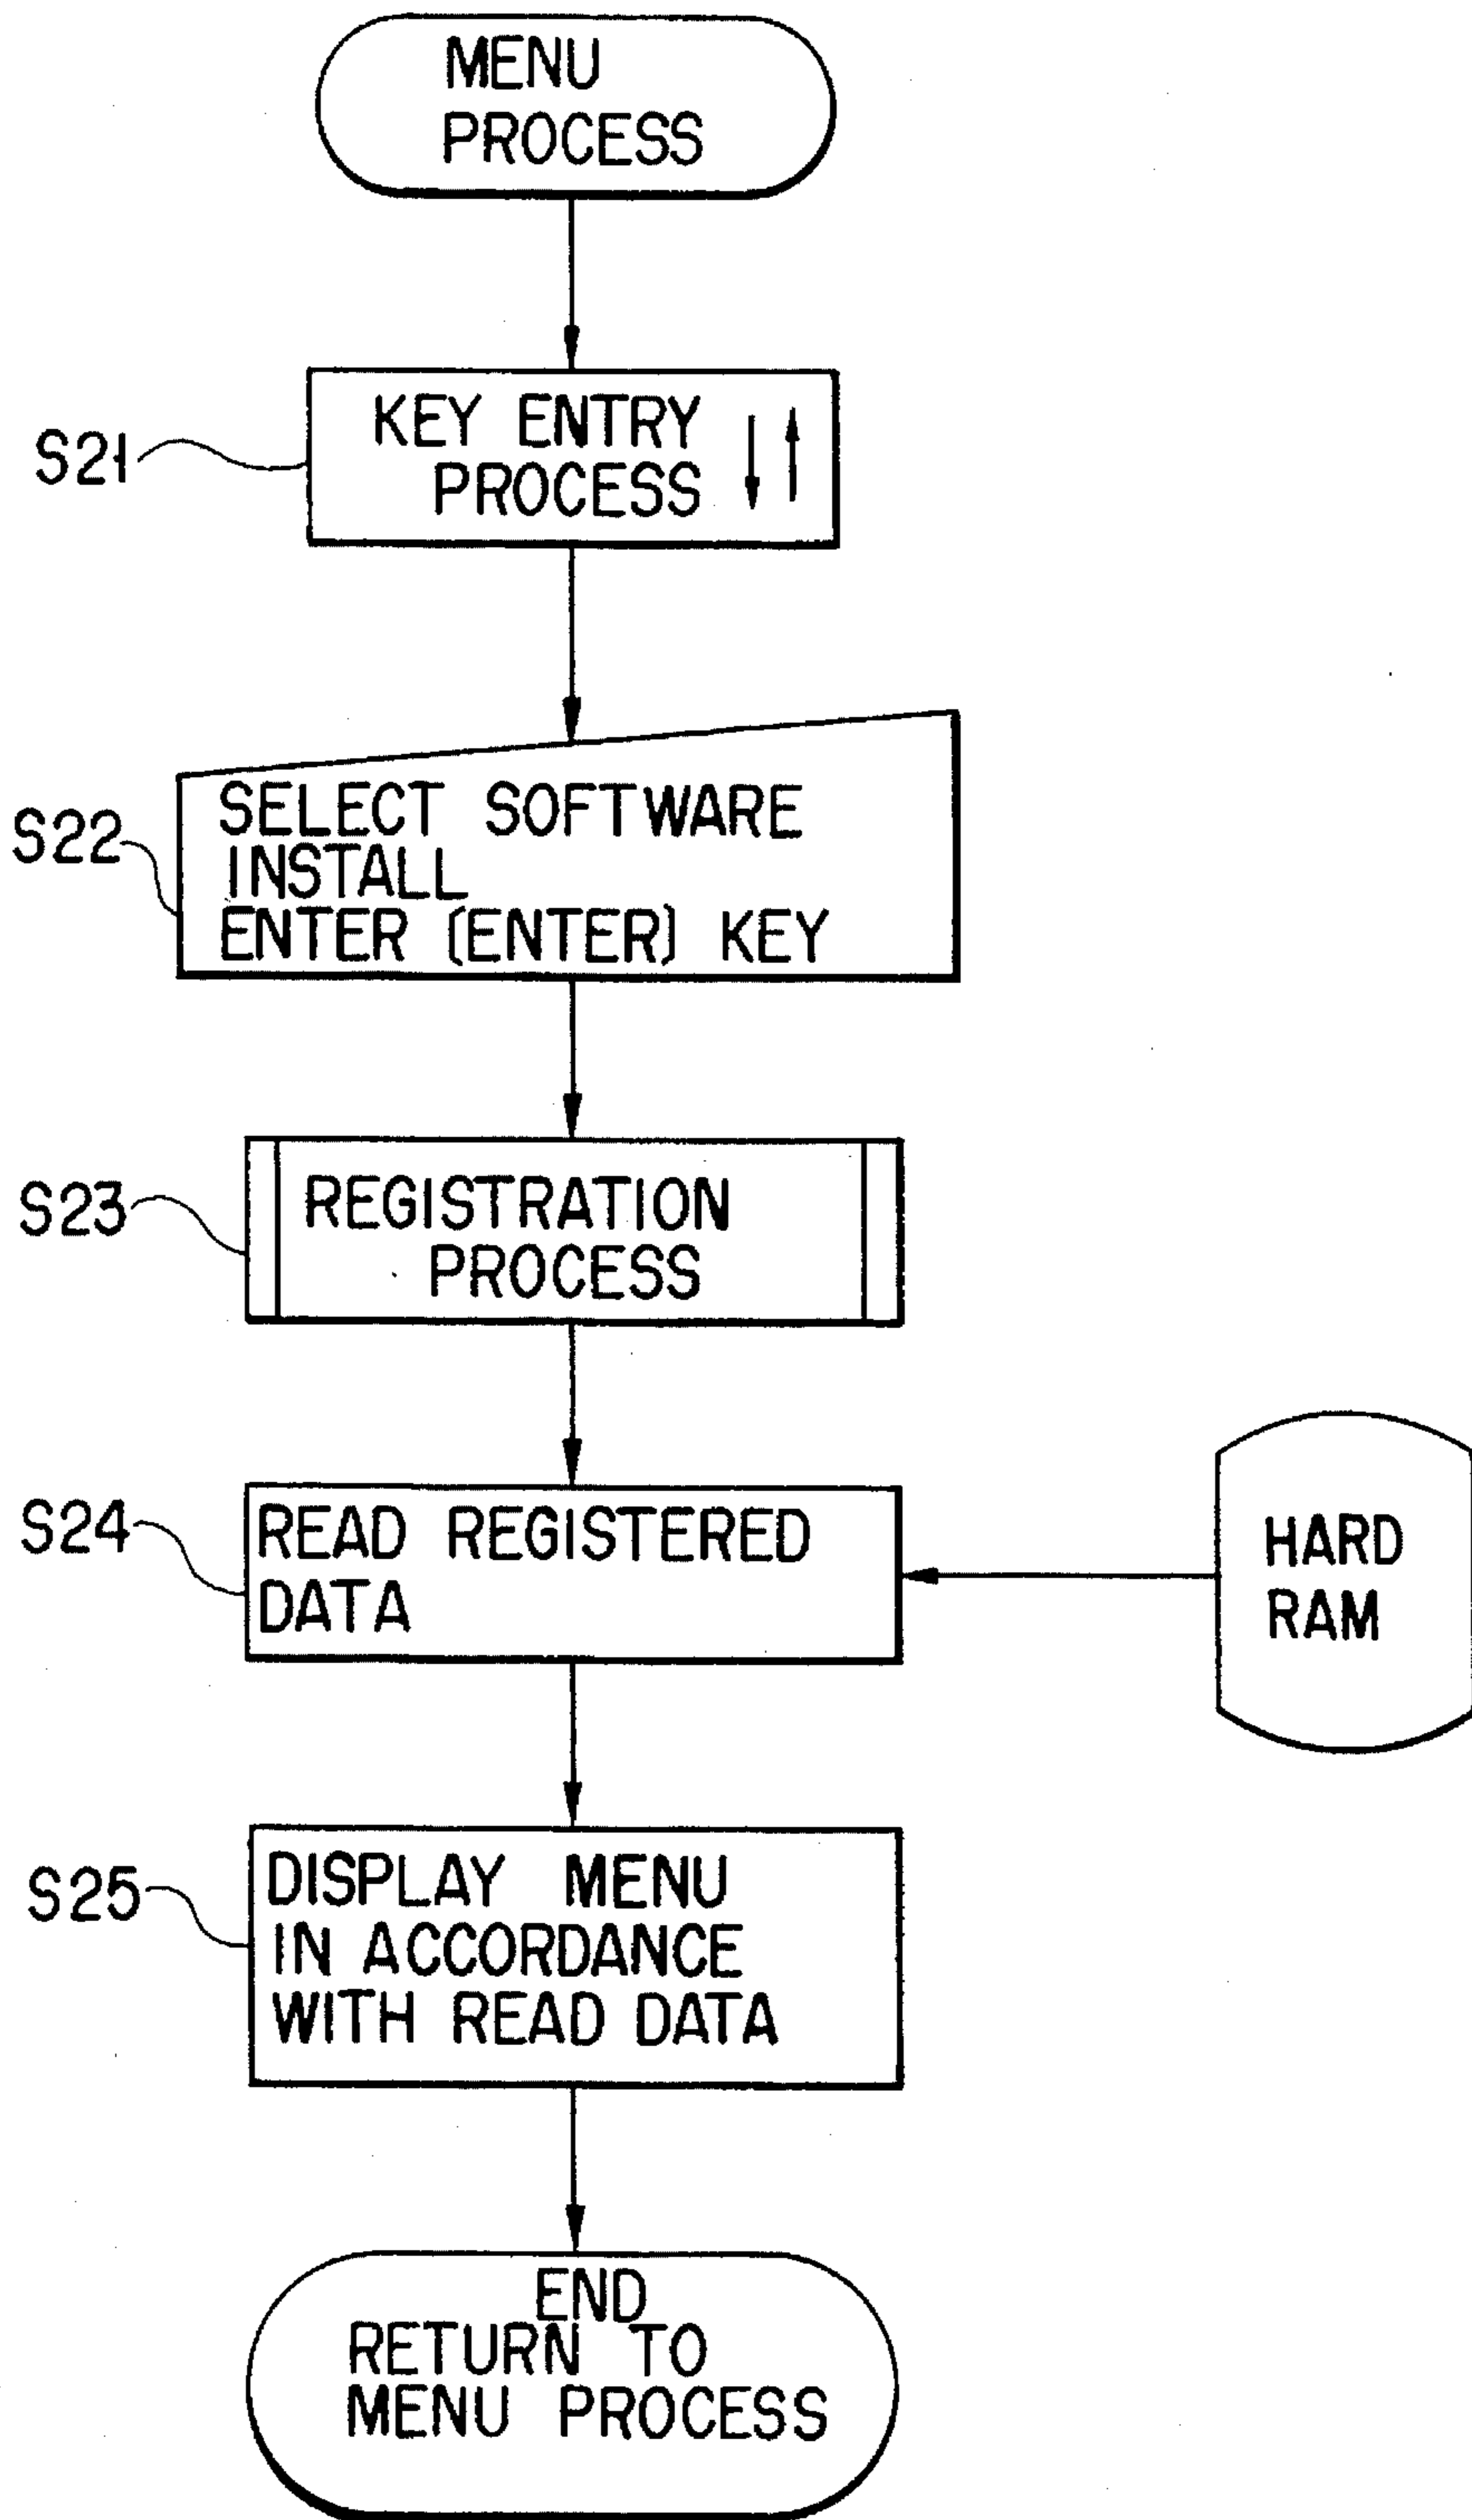 MENU
PROCESS
S21
KEY ENTRY
PROCESS
S22
SELECT SOFTWARE
INSTALL
ENTER (ENTER) KEY
S23
REGISTRATION
PROCESS
S24
READ REGISTERED
DATA
HARD
RAM
S25
DISPLAY MENU
IN ACCORDANCE
WITH READ DATA
END
RETURN TO
MENU PROCESS